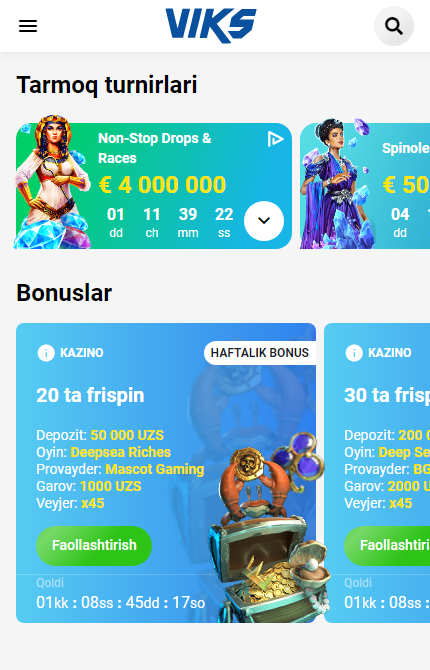 VIKS
Tarmoq turnirlari
Non-Stop Drops &
Races
€ 4 000 000
01 11 39 22
dd ch mm ss
Spinole
€ 50
04
dd
Bonuslar
KAZINO
HAFTALIK BONUS
20 ta frispin
Depozit: 50 000 UZS
Oyin: Deepsea Riches
Provayder: Mascot Gaming
Garov: 1000 UZS
Veyjer: x45
Faollashtirish
Qoldi
01kk : 08ss : 45dd : 17so
KAZINO
30 ta frisp
Depozit: 200 0
Oyin: Deep Se
Provayder: BG
Garov: 2000 U
Veyjer: x45
Faollashtiri
Qoldi
01kk : 08ss :